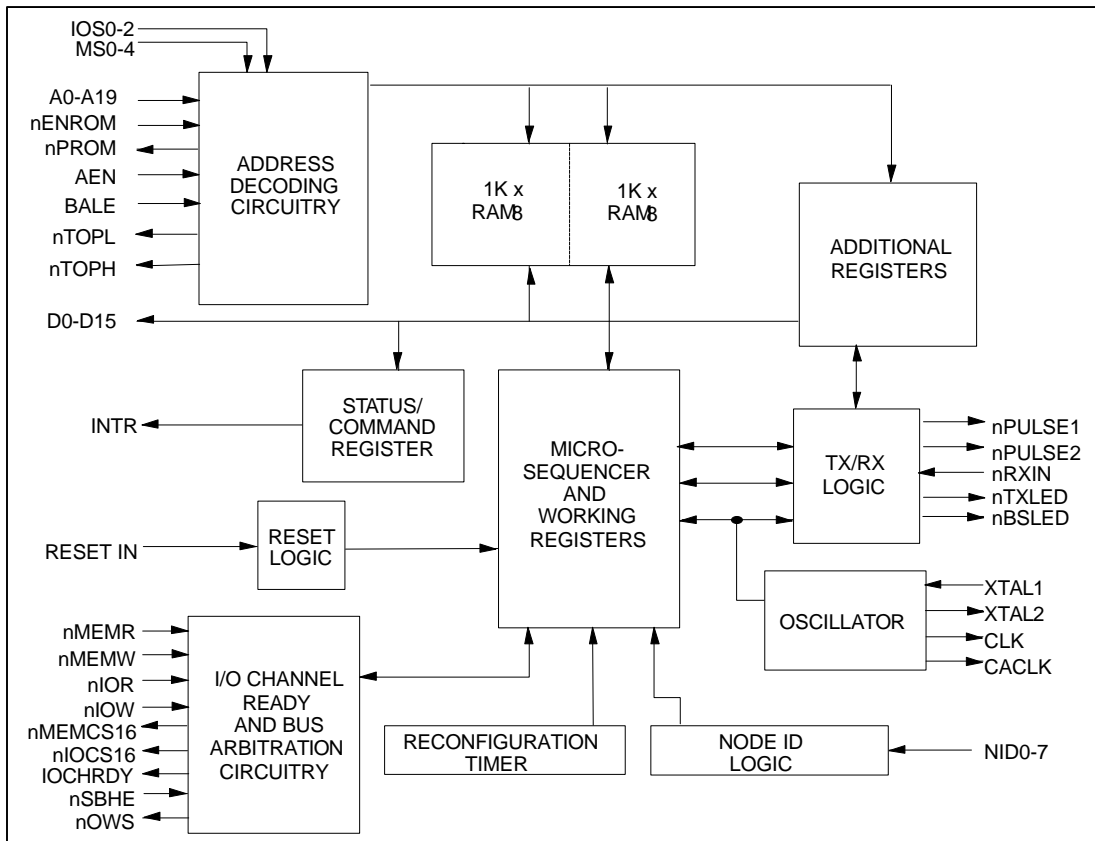 IOS0-2
MS0-4
A0-A19
nENROM
nPROM
AEN
BALE
nTOPL
nTOPH
ADDRESS
DECODING
CIRCUITRY
1K x
RAM8
1K x
RAM8
ADDITIONAL
REGISTERS
D0-D15
INTR
STATUS/
COMMAND
REGISTER
MICRO-
SEQUENCER
AND
WORKING
REGISTERS
TX/RX
LOGIC
nPULSE1
nPULSE2
nRXIN
nTXLED
nBSLED
RESET IN
RESET
LOGIC
OSCILLATOR
XTAL1
XTAL2
CLK
CACLK
nMEMR
nMEMW
nIOR
nIOW
nMEMCS16
nIOCS16
IOCHRDY
nSBHE
nOWS
I/O CHANNEL
READY
AND BUS
ARBITRATION
CIRCUITRY
RECONFIGURATION
TIMER
NODE ID
LOGIC
NID0-7